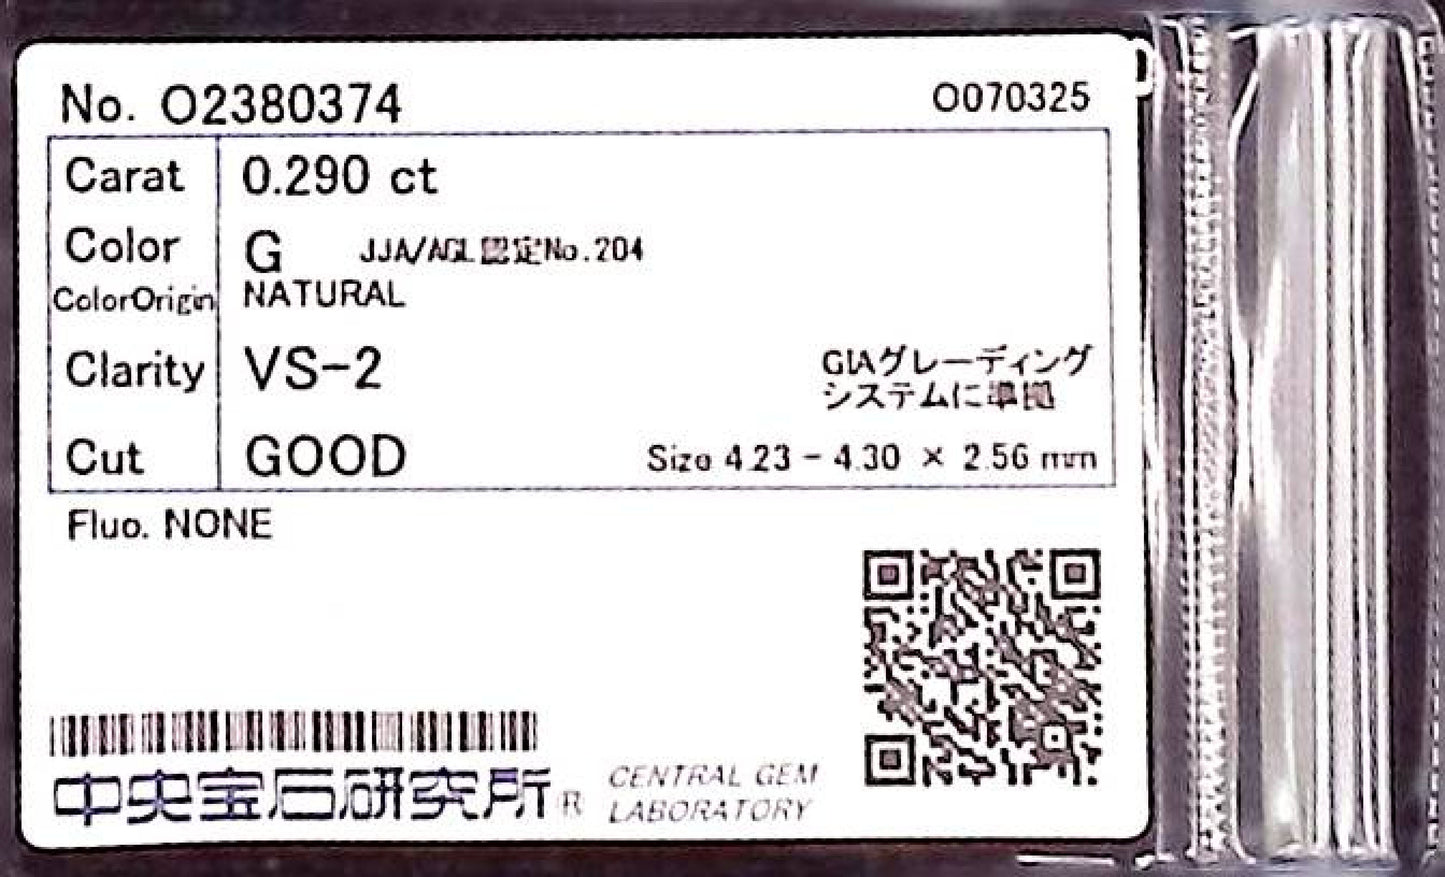 No. O2380374 O070325
Carat 0.290 ct
Color G JJA/AGL認定No.204
ColorOrigin NATURAL
Clarity VS-2 GIAグレーディング
システムに準拠
Cut GOOD Size 4.23 - 4.30 × 2.56 mm
Fluo. NONE
中央宝石研究所® CENTRAL GEM
LABORATORY